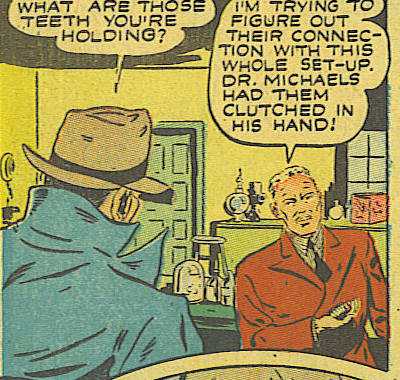 WHAT ARE THOSE
TEETH YOU'RE
HOLDING?
I'M TRYING TO
FIGURE OUT
THEIR CONNEC-
TION WITH THIS
WHOLE SET-UP.
DR. MICHAELS
HAD THEM
CLUTCHED IN
HIS HAND!